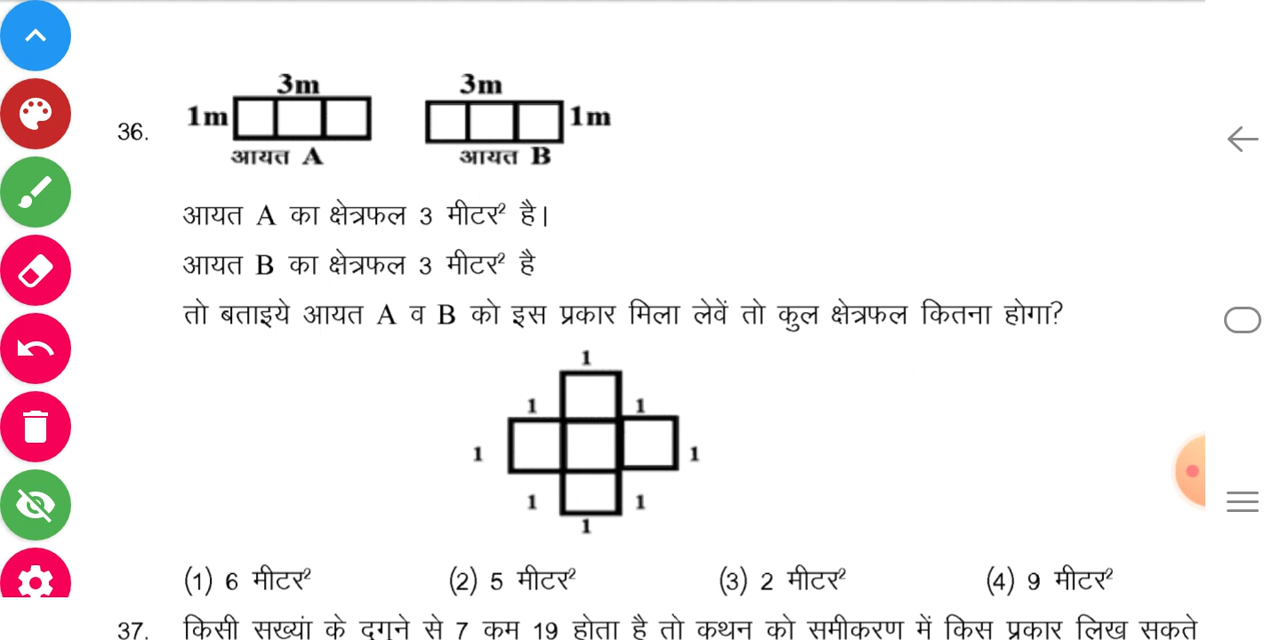 3m 3m
36. 1m 1m
आयत A आयत B
आयत A का क्षेत्रफल 3 मीटर² है।
आयत B का क्षेत्रफल 3 मीटर² है
तो बताइये आयत A व B को इस प्रकार मिला लेवें तो कुल क्षेत्रफल कितना होगा?
1
1 1
1 1
1 1
1
(1) 6 मीटर² (2) 5 मीटर² (3) 2 मीटर² (4) 9 मीटर²
37. किसी सख्यां के दुगुने से 7 कम 19 होता है तो कथन को समीकरण में किस प्रकार लिख सकते